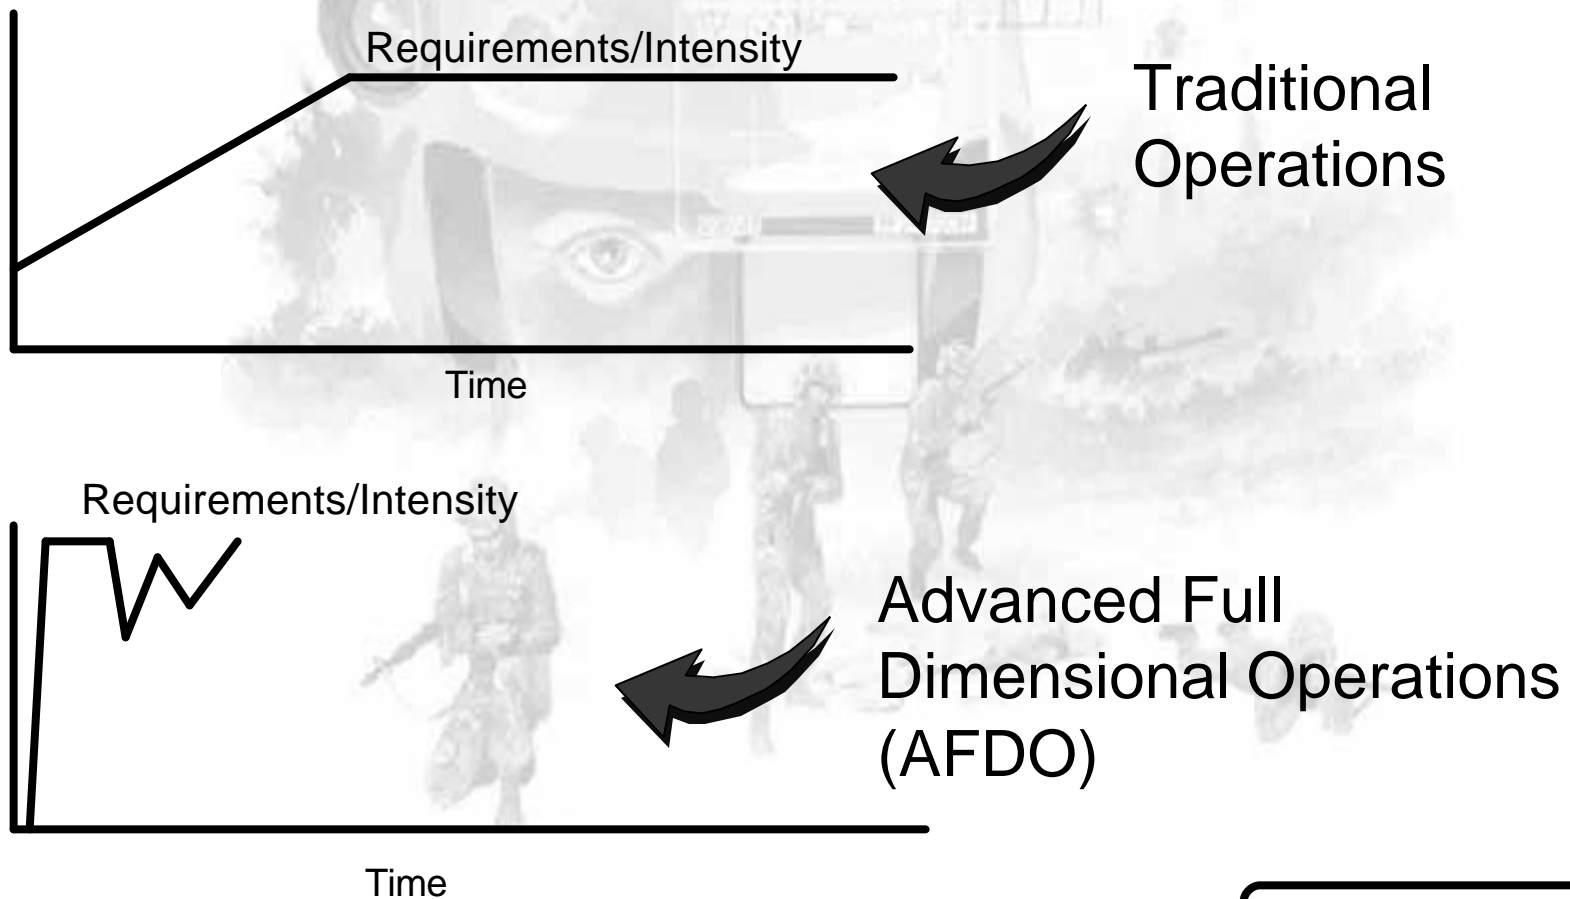 Requirements/Intensity
Traditional
Operations
Time
Requirements/Intensity
Advanced Full
Dimensional Operations
(AFDO)
Time